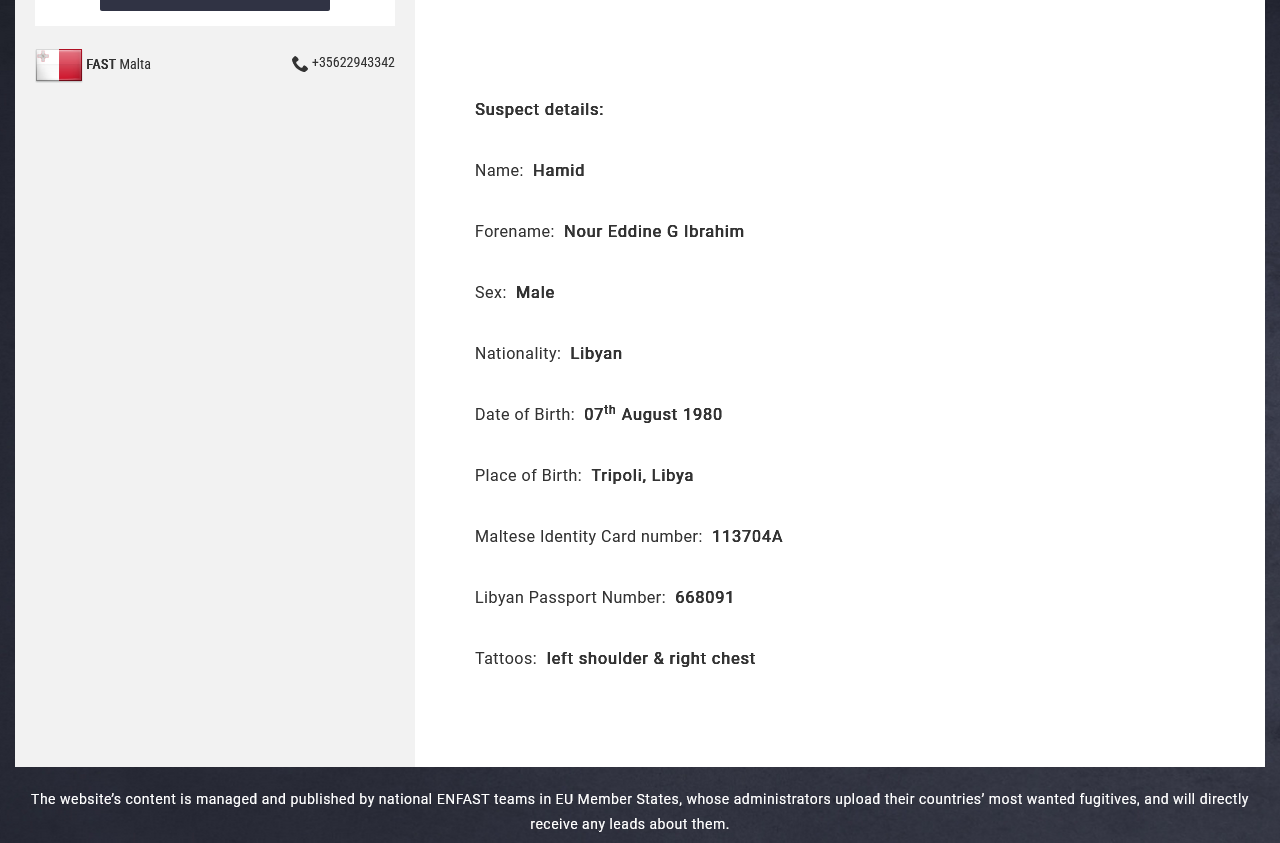 FAST Malta
+35622943342
Suspect details:
Name: Hamid
Forename: Nour Eddine G Ibrahim
Sex: Male
Nationality: Libyan
Date of Birth: 07th August 1980
Place of Birth: Tripoli, Libya
Maltese Identity Card number: 113704A
Libyan Passport Number: 668091
Tattoos: left shoulder & right chest
The website’s content is managed and published by national ENFAST teams in EU Member States, whose administrators upload their countries’ most wanted fugitives, and will directly
receive any leads about them.